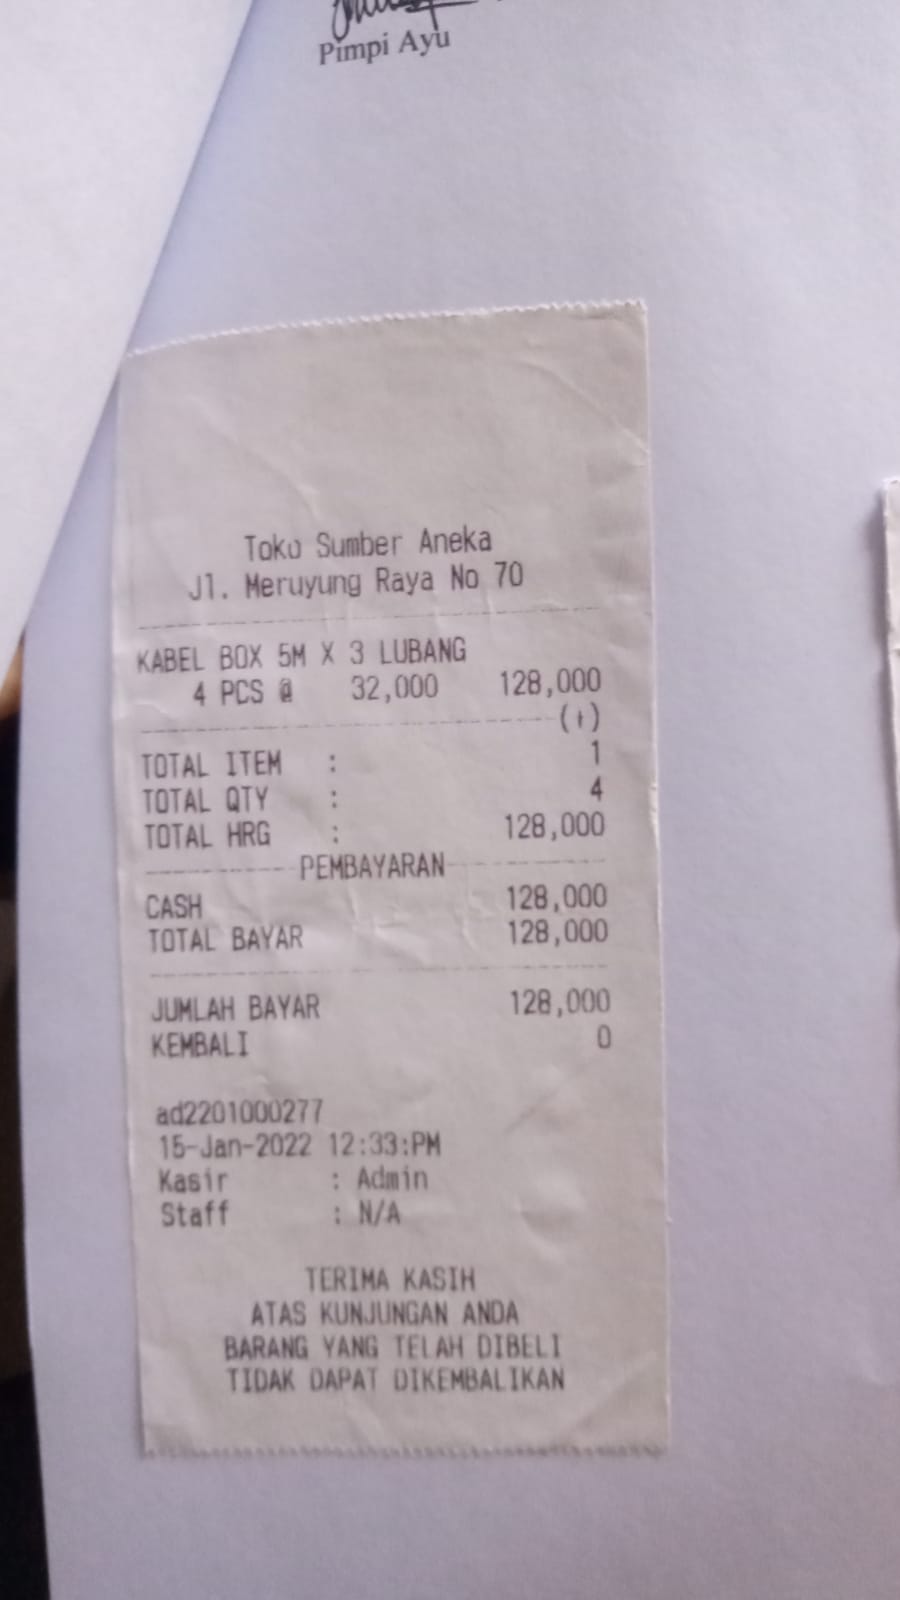 Pimpi Ayu
Toko Sumber Aneka
Jl. Meruyung Raya No 70
KABEL BOX 5M X 3 LUBANG
4 PCS @ 32,000 128,000
(+)
TOTAL ITEM : 1
TOTAL QTY : 4
TOTAL HRG : 128,000
PEMBAYARAN
CASH 128,000
TOTAL BAYAR 128,000
JUMLAH BAYAR 128,000
KEMBALI 0
ad2201000277
15-Jan-2022 12:33:PM
Kasir : Admin
Staff : N/A
TERIMA KASIH
ATAS KUNJUNGAN ANDA
BARANG YANG TELAH DIBELI
TIDAK DAPAT DIKEMBALIKAN